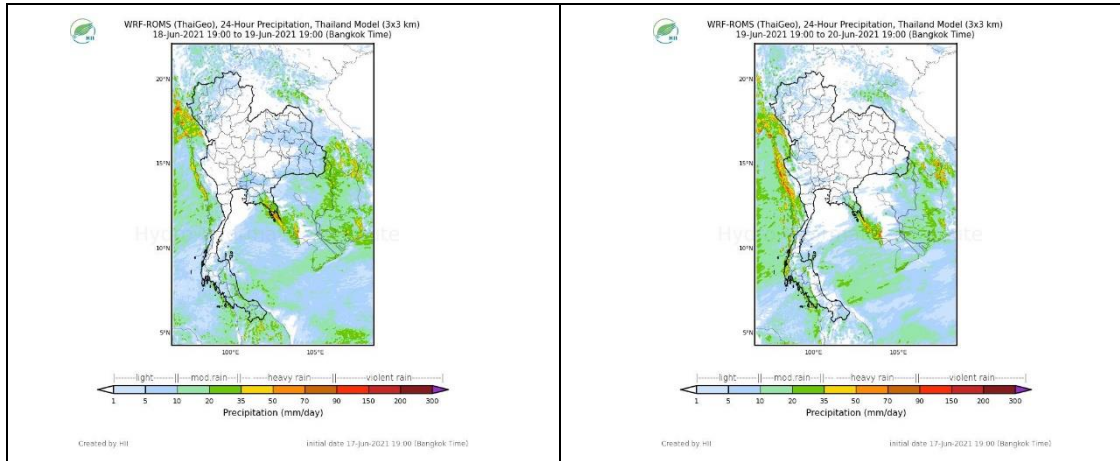 HII
WRF-ROMS (ThaiGeo), 24-Hour Precipitation, Thailand Model (3x3 km)
18-Jun-2021 19:00 to 19-Jun-2021 19:00 (Bangkok Time)
20°N
15°N
10°N
5°N
100°E 105°E
light mod.rain heavy rain violent rain
1 5 10 20 35 50 70 90 150 200 300
Precipitation (mm/day)
Created by HII initial date 17-Jun-2021 19:00 (Bangkok Time)
HII
WRF-ROMS (ThaiGeo), 24-Hour Precipitation, Thailand Model (3x3 km)
19-Jun-2021 19:00 to 20-Jun-2021 19:00 (Bangkok Time)
20°N
15°N
10°N
5°N
100°E 105°E
light mod.rain heavy rain violent rain
1 5 10 20 35 50 70 90 150 200 300
Precipitation (mm/day)
Created by HII initial date 17-Jun-2021 19:00 (Bangkok Time)